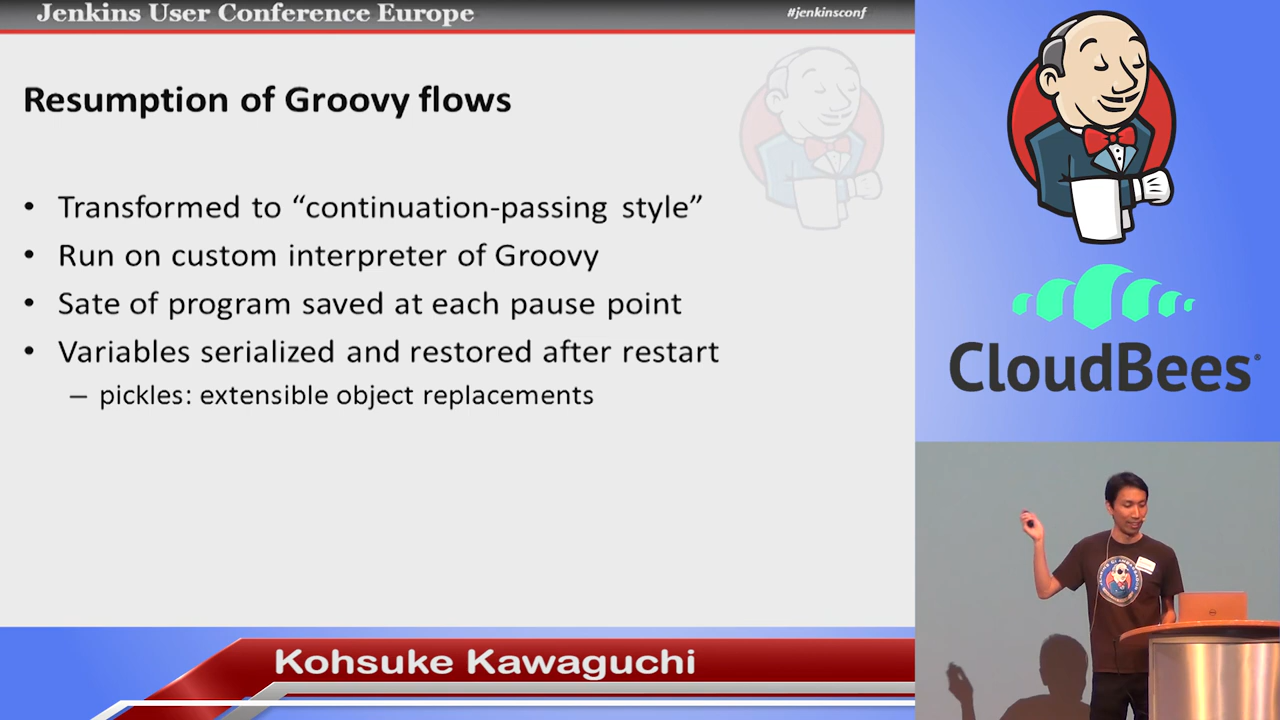 Jenkins User Conference Europe
#jenkinsconf
Resumption of Groovy flows
• Transformed to “continuation-passing style”
• Run on custom interpreter of Groovy
• Sate of program saved at each pause point
• Variables serialized and restored after restart
– pickles: extensible object replacements
CloudBees®
Kohsuke Kawaguchi